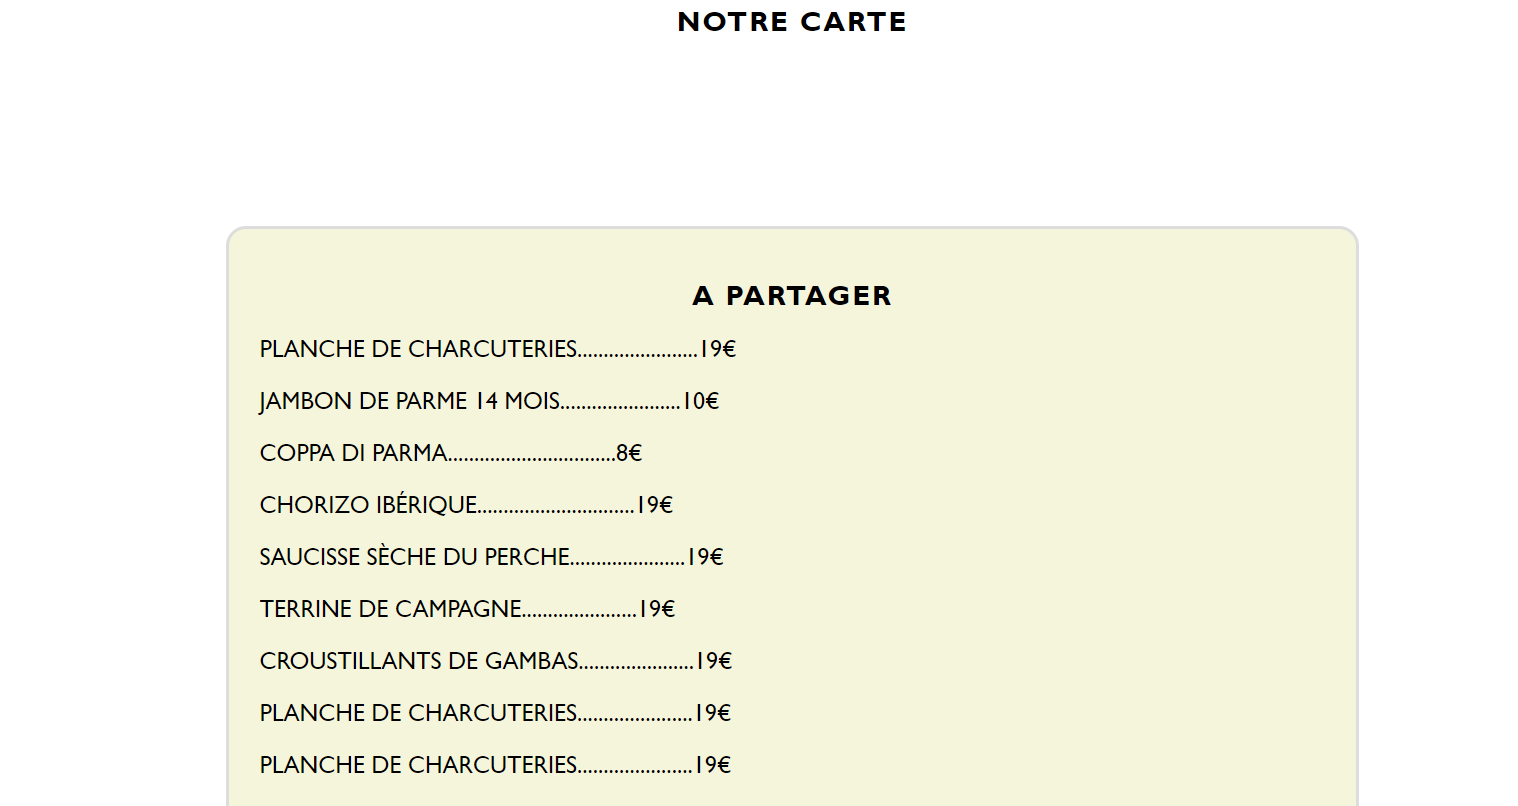 NOTRE CARTE
A PARTAGER
PLANCHE DE CHARCUTERIES.......................19€
JAMBON DE PARME 14 MOIS.......................10€
COPPA DI PARMA................................8€
CHORIZO IBÉRIQUE..............................19€
SAUCISSE SÈCHE DU PERCHE......................19€
TERRINE DE CAMPAGNE......................19€
CROUSTILLANTS DE GAMBAS......................19€
PLANCHE DE CHARCUTERIES......................19€
PLANCHE DE CHARCUTERIES......................19€